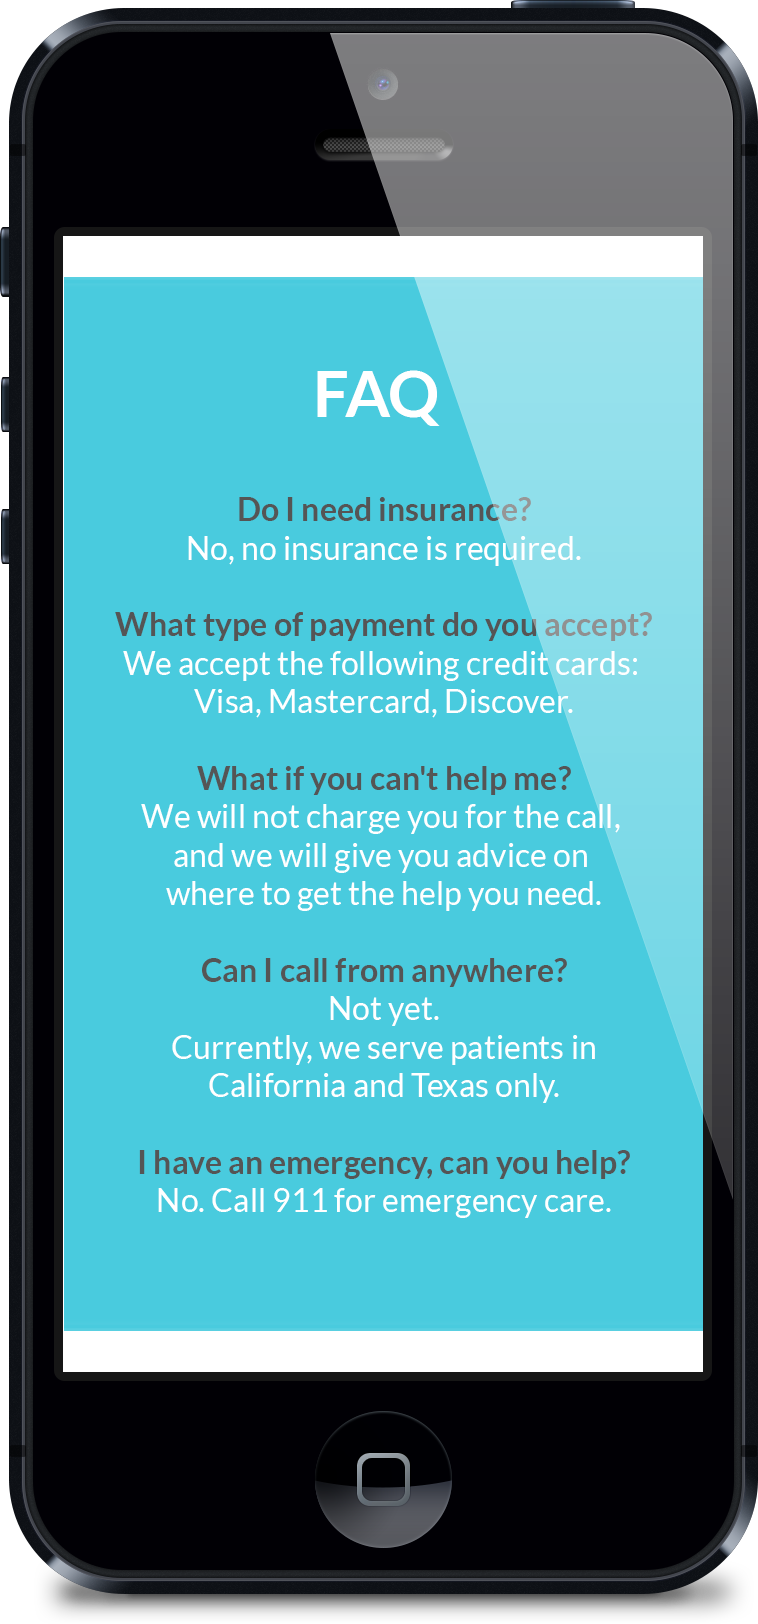 FAQ
Do I need insurance?
No, no insurance is required.
What type of payment do you accept?
We accept the following credit cards:
Visa, Mastercard, Discover.
What if you can't help me?
We will not charge you for the call,
and we will give you advice on
where to get the help you need.
Can I call from anywhere?
Not yet.
Currently, we serve patients in
California and Texas only.
I have an emergency, can you help?
No. Call 911 for emergency care.